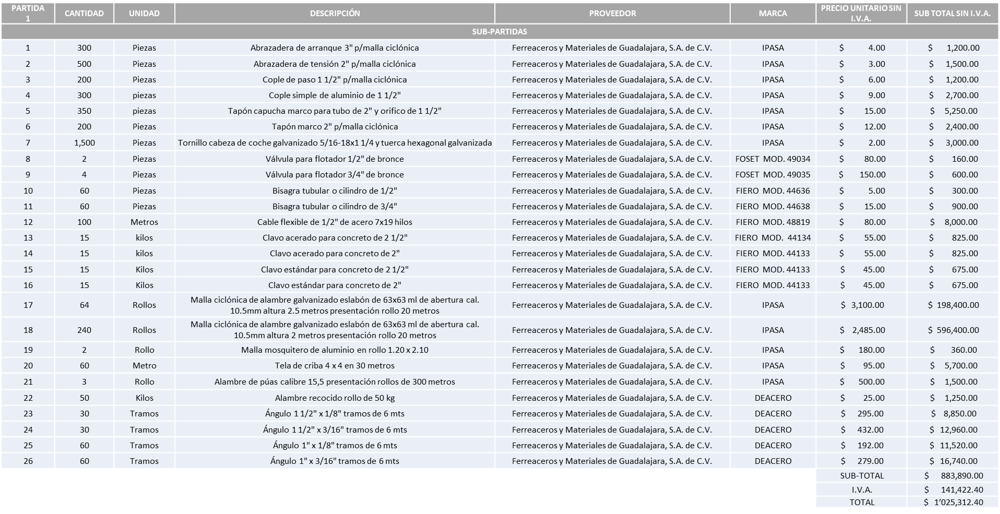 PARTIDA 1 CANTIDAD UNIDAD DESCRIPCIÓN PROVEEDOR MARCA PRECIO UNITARIO SIN I.V.A. SUB TOTAL SIN I.V.A.
SUB-PARTIDAS
1 300 Piezas Abrazadera de arranque 3" p/malla ciclónica Ferreaceros y Materiales de Guadalajara, S.A. de C.V. IPASA $ 4.00 $ 1,200.00
2 500 Piezas Abrazadera de tensión 2" p/malla ciclónica Ferreaceros y Materiales de Guadalajara, S.A. de C.V. IPASA $ 3.00 $ 1,500.00
3 200 Piezas Cople de paso 1 1/2" p/malla ciclónica Ferreaceros y Materiales de Guadalajara, S.A. de C.V. IPASA $ 6.00 $ 1,200.00
4 300 piezas Cople simple de aluminio de 1 1/2" Ferreaceros y Materiales de Guadalajara, S.A. de C.V. IPASA $ 9.00 $ 2,700.00
5 350 piezas Tapón capucha marco para tubo de 2" y orifico de 1 1/2" Ferreaceros y Materiales de Guadalajara, S.A. de C.V. IPASA $ 15.00 $ 5,250.00
6 200 Piezas Tapón marco 2" p/malla ciclónica Ferreaceros y Materiales de Guadalajara, S.A. de C.V. IPASA $ 12.00 $ 2,400.00
7 1,500 Piezas Tornillo cabeza de coche galvanizado 5/16-18x1 1/4 y tuerca hexagonal galvanizada Ferreaceros y Materiales de Guadalajara, S.A. de C.V. IPASA $ 2.00 $ 3,000.00
8 2 Piezas Válvula para flotador 1/2" de bronce Ferreaceros y Materiales de Guadalajara, S.A. de C.V. FOSET MOD. 49034 $ 80.00 $ 160.00
9 4 Piezas Válvula para flotador 3/4" de bronce Ferreaceros y Materiales de Guadalajara, S.A. de C.V. FOSET MOD. 49035 $ 150.00 $ 600.00
10 60 Piezas Bisagra tubular o cilindro de 1/2" Ferreaceros y Materiales de Guadalajara, S.A. de C.V. FIERO MOD. 44636 $ 5.00 $ 300.00
11 60 Piezas Bisagra tubular o cilindro de 3/4" Ferreaceros y Materiales de Guadalajara, S.A. de C.V. FIERO MOD. 44638 $ 15.00 $ 900.00
12 100 Metros Cable flexible de 1/2" de acero 7x19 hilos Ferreaceros y Materiales de Guadalajara, S.A. de C.V. FIERO MOD. 48819 $ 80.00 $ 8,000.00
13 15 kilos Clavo acerado para concreto de 2 1/2" Ferreaceros y Materiales de Guadalajara, S.A. de C.V. FIERO MOD. 44134 $ 55.00 $ 825.00
14 15 kilos Clavo acerado para concreto de 2" Ferreaceros y Materiales de Guadalajara, S.A. de C.V. FIERO MOD. 44133 $ 55.00 $ 825.00
15 15 Kilos Clavo estándar para concreto de 2 1/2" Ferreaceros y Materiales de Guadalajara, S.A. de C.V. FIERO MOD. 44133 $ 45.00 $ 675.00
16 15 Kilos Clavo estándar para concreto de 2" Ferreaceros y Materiales de Guadalajara, S.A. de C.V. FIERO MOD. 44133 $ 45.00 $ 675.00
17 64 Rollos Malla ciclónica de alambre galvanizado eslabón de 63x63 ml de abertura cal.
10.5mm altura 2.5 metros presentación rollo 20 metros Ferreaceros y Materiales de Guadalajara, S.A. de C.V. IPASA $ 3,100.00 $ 198,400.00
18 240 Rollos Malla ciclónica de alambre galvanizado eslabón de 63x63 ml de abertura cal.
10.5mm altura 2 metros presentación rollo 20 metros Ferreaceros y Materiales de Guadalajara, S.A. de C.V. IPASA $ 2,485.00 $ 596,400.00
19 2 Rollo Malla mosquitero de aluminio en rollo 1.20 x 2.10 Ferreaceros y Materiales de Guadalajara, S.A. de C.V. IPASA $ 180.00 $ 360.00
20 60 Metro Tela de criba 4 x 4 en 30 metros Ferreaceros y Materiales de Guadalajara, S.A. de C.V. IPASA $ 95.00 $ 5,700.00
21 3 Rollo Alambre de púas calibre 15,5 presentación rollos de 300 metros Ferreaceros y Materiales de Guadalajara, S.A. de C.V. IPASA $ 500.00 $ 1,500.00
22 50 Kilos Alambre recocido rollo de 50 kg Ferreaceros y Materiales de Guadalajara, S.A. de C.V. DEACERO $ 25.00 $ 1,250.00
23 30 Tramos Ángulo 1 1/2" x 1/8" tramos de 6 mts Ferreaceros y Materiales de Guadalajara, S.A. de C.V. DEACERO $ 295.00 $ 8,850.00
24 30 Tramos Ángulo 1 1/2" x 3/16" tramos de 6 mts Ferreaceros y Materiales de Guadalajara, S.A. de C.V. DEACERO $ 432.00 $ 12,960.00
25 60 Tramos Ángulo 1" x 1/8" tramos de 6 mts Ferreaceros y Materiales de Guadalajara, S.A. de C.V. DEACERO $ 192.00 $ 11,520.00
26 60 Tramos Ángulo 1" x 3/16" tramos de 6 mts Ferreaceros y Materiales de Guadalajara, S.A. de C.V. DEACERO $ 279.00 $ 16,740.00
SUB-TOTAL $ 883,890.00
I.V.A. $ 141,422.40
TOTAL $ 1’025,312.40